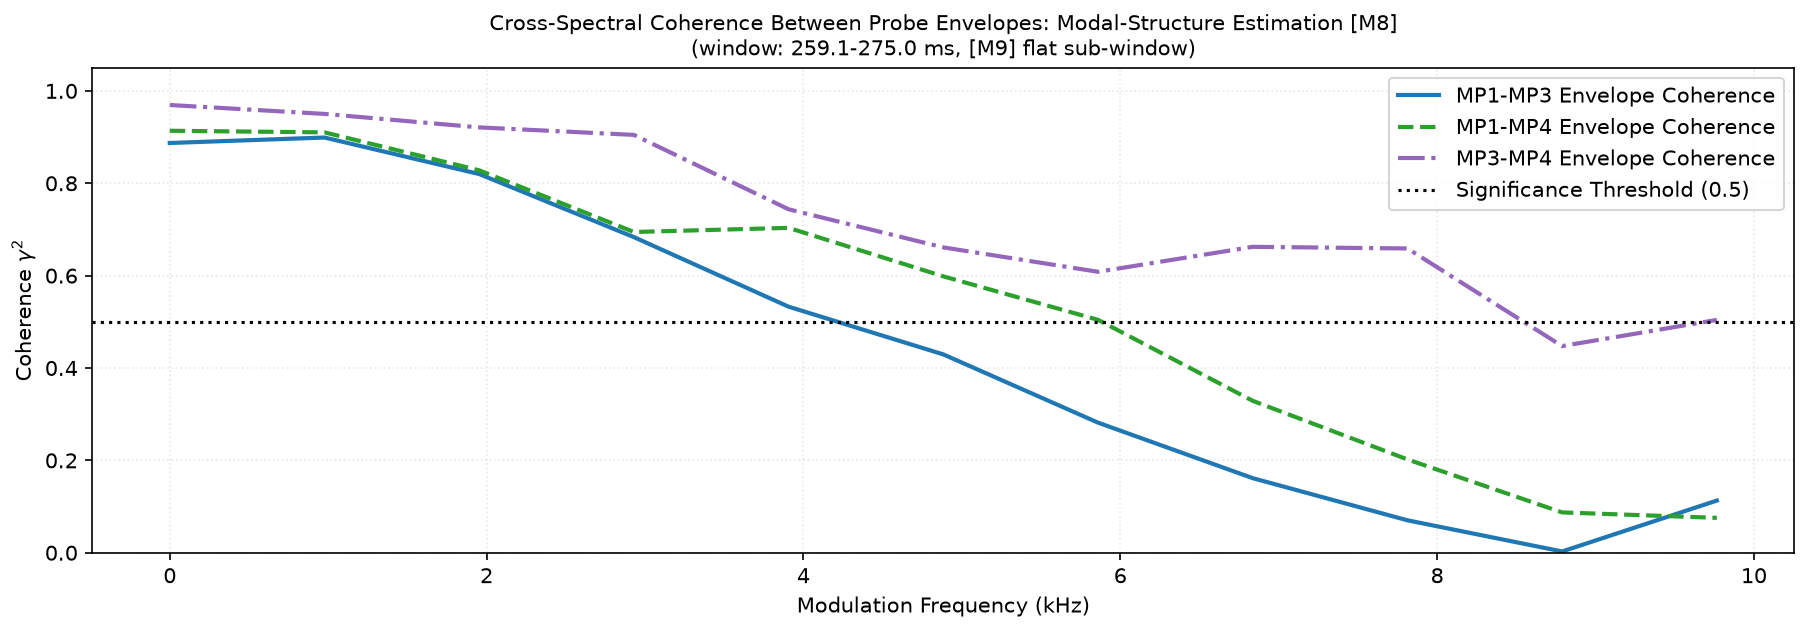 Cross-Spectral Coherence Between Probe Envelopes: Modal-Structure Estimation [M8]
(window: 259.1-275.0 ms, [M9] flat sub-window)
MP1-MP3 Envelope Coherence
MP1-MP4 Envelope Coherence
MP3-MP4 Envelope Coherence
Significance Threshold (0.5)
Coherence γ²
1.0
0.8
0.6
0.4
0.2
0.0
0 2 4 6 8 10
Modulation Frequency (kHz)